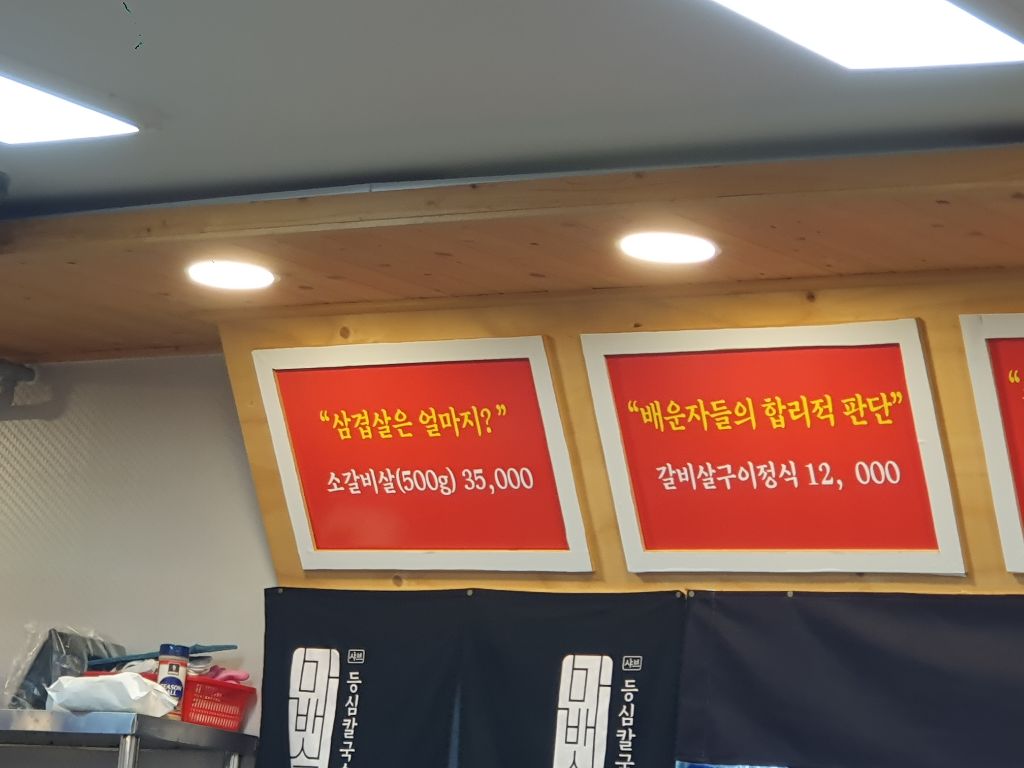 “삼겹살은 얼마지?”
소갈비살(500g) 35,000
“배운자들의 합리적 판단”
갈비살구이정식 12, 000
“
샤브
등심칼국
샤브
등심칼국